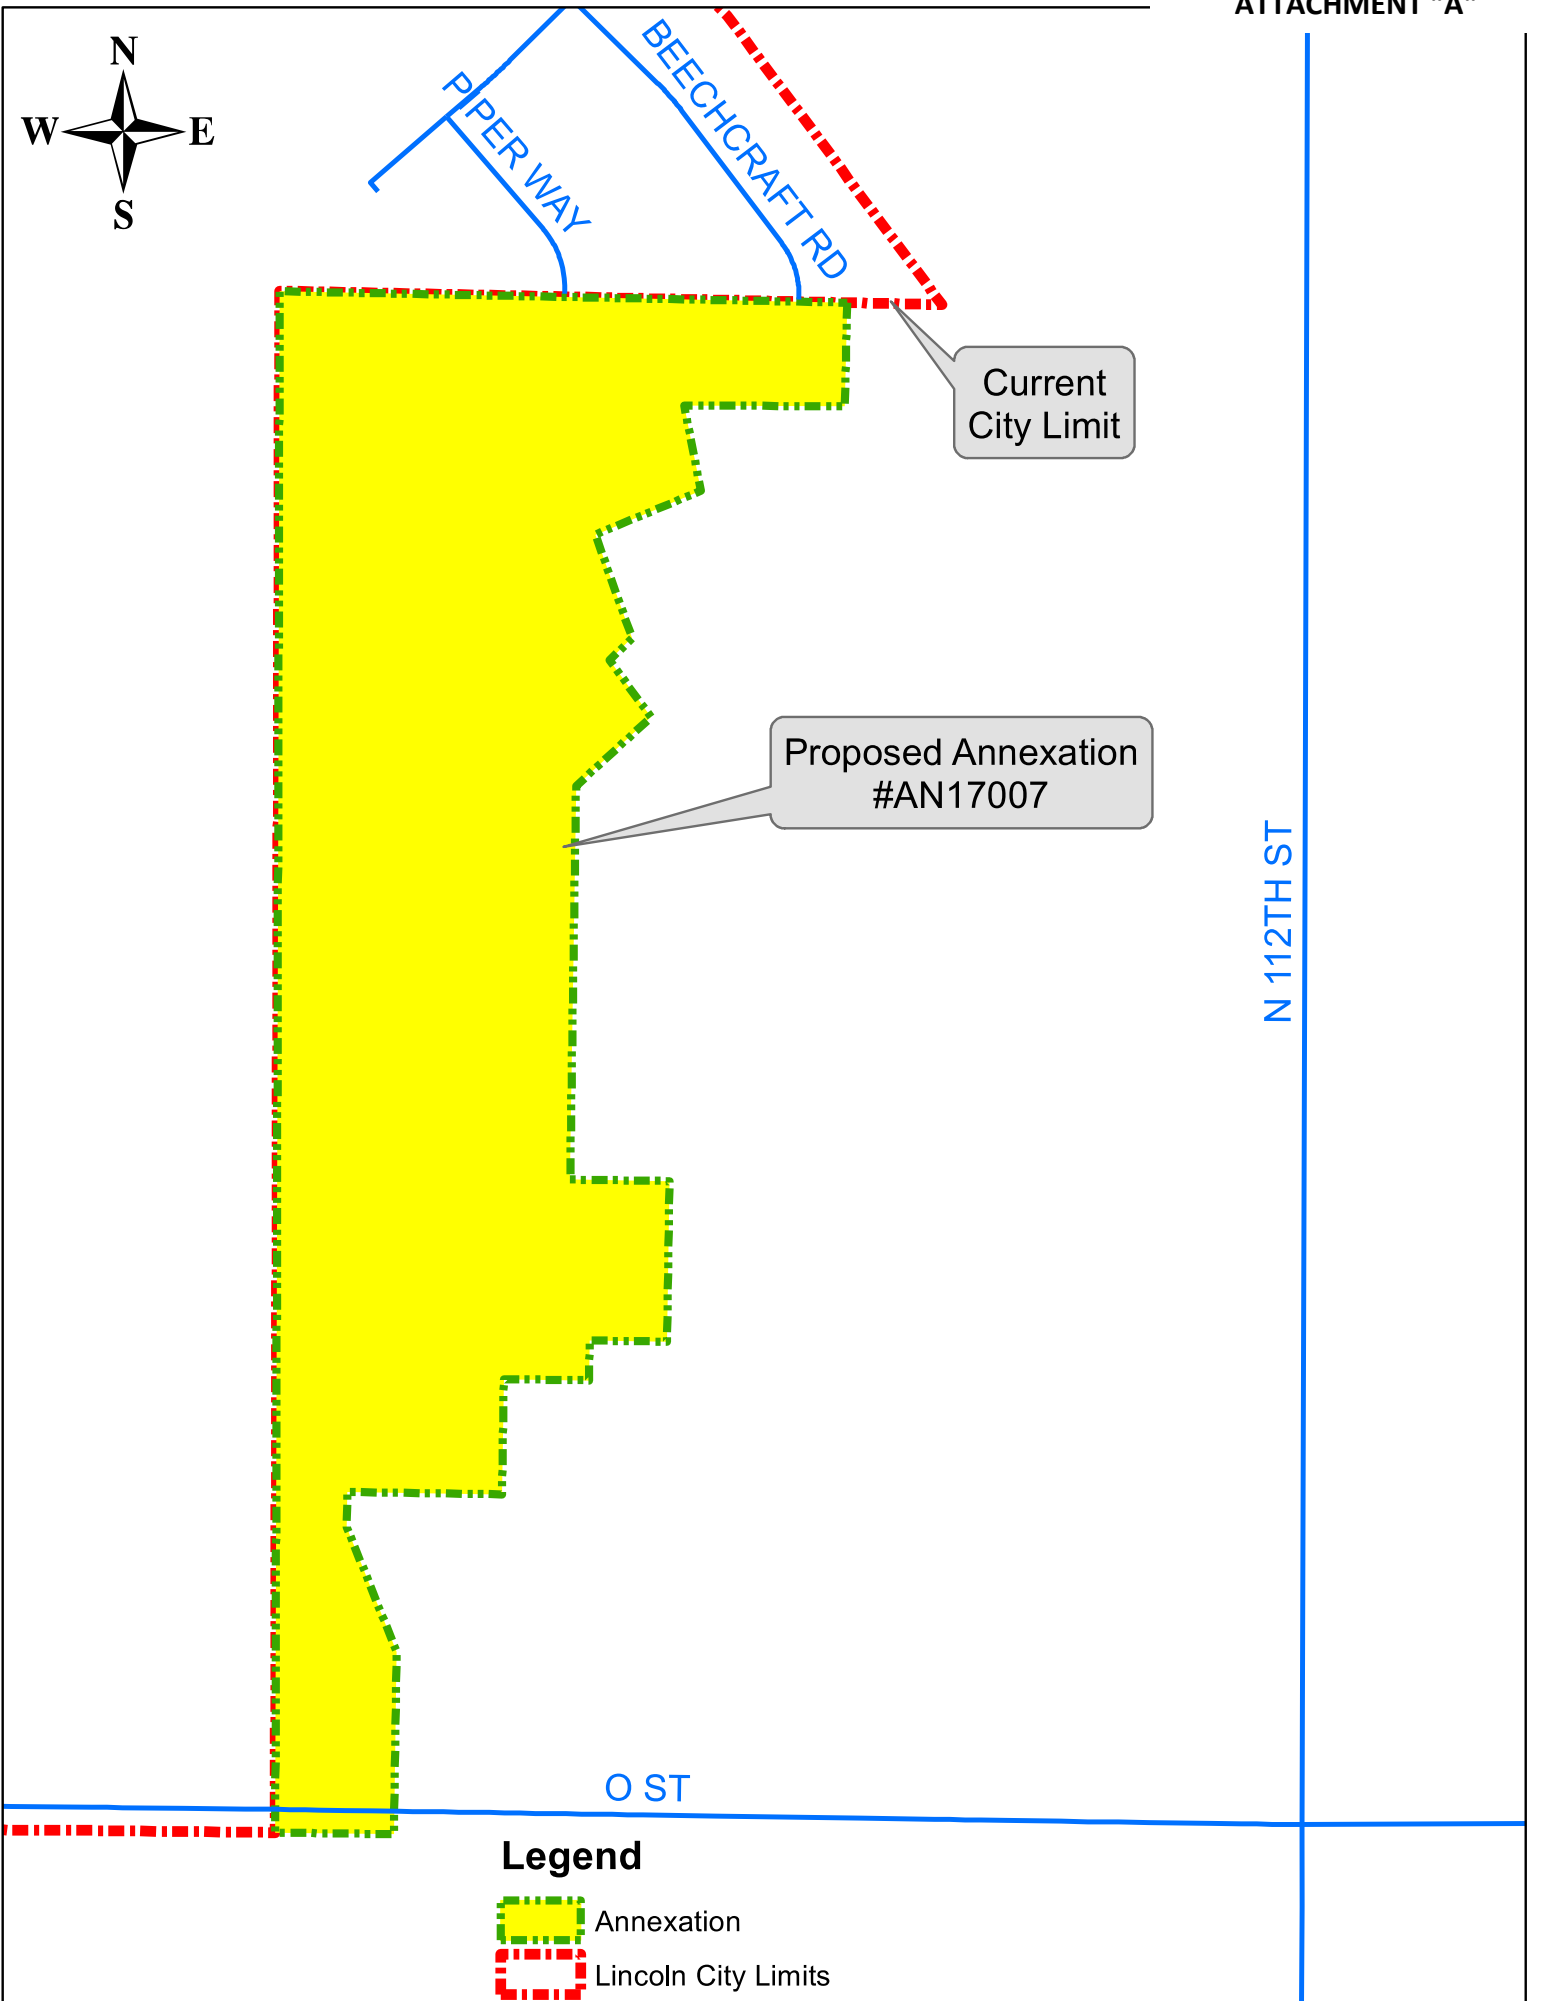 ATTACHMENT "A"
N
W E
S
PIPER WAY
BEECHCRAFT RD
Current
City Limit
Proposed Annexation
#AN17007
N 112TH ST
O ST
Legend
Annexation
Lincoln City Limits